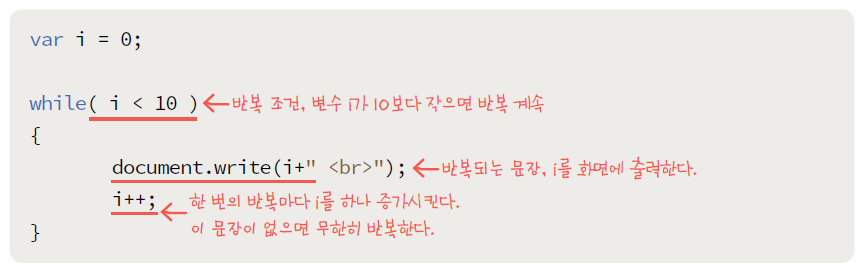 var i = 0;
while( i < 10 ) 반복 조건, 변수 i가 10보다 작으면 반복 계속
{
document.write(i+" <br>"); 반복되는 문장, i를 화면에 출력한다.
i++; 한 번의 반복마다 i를 하나 증가시킨다.
이 문장이 없으면 무한히 반복한다.
}